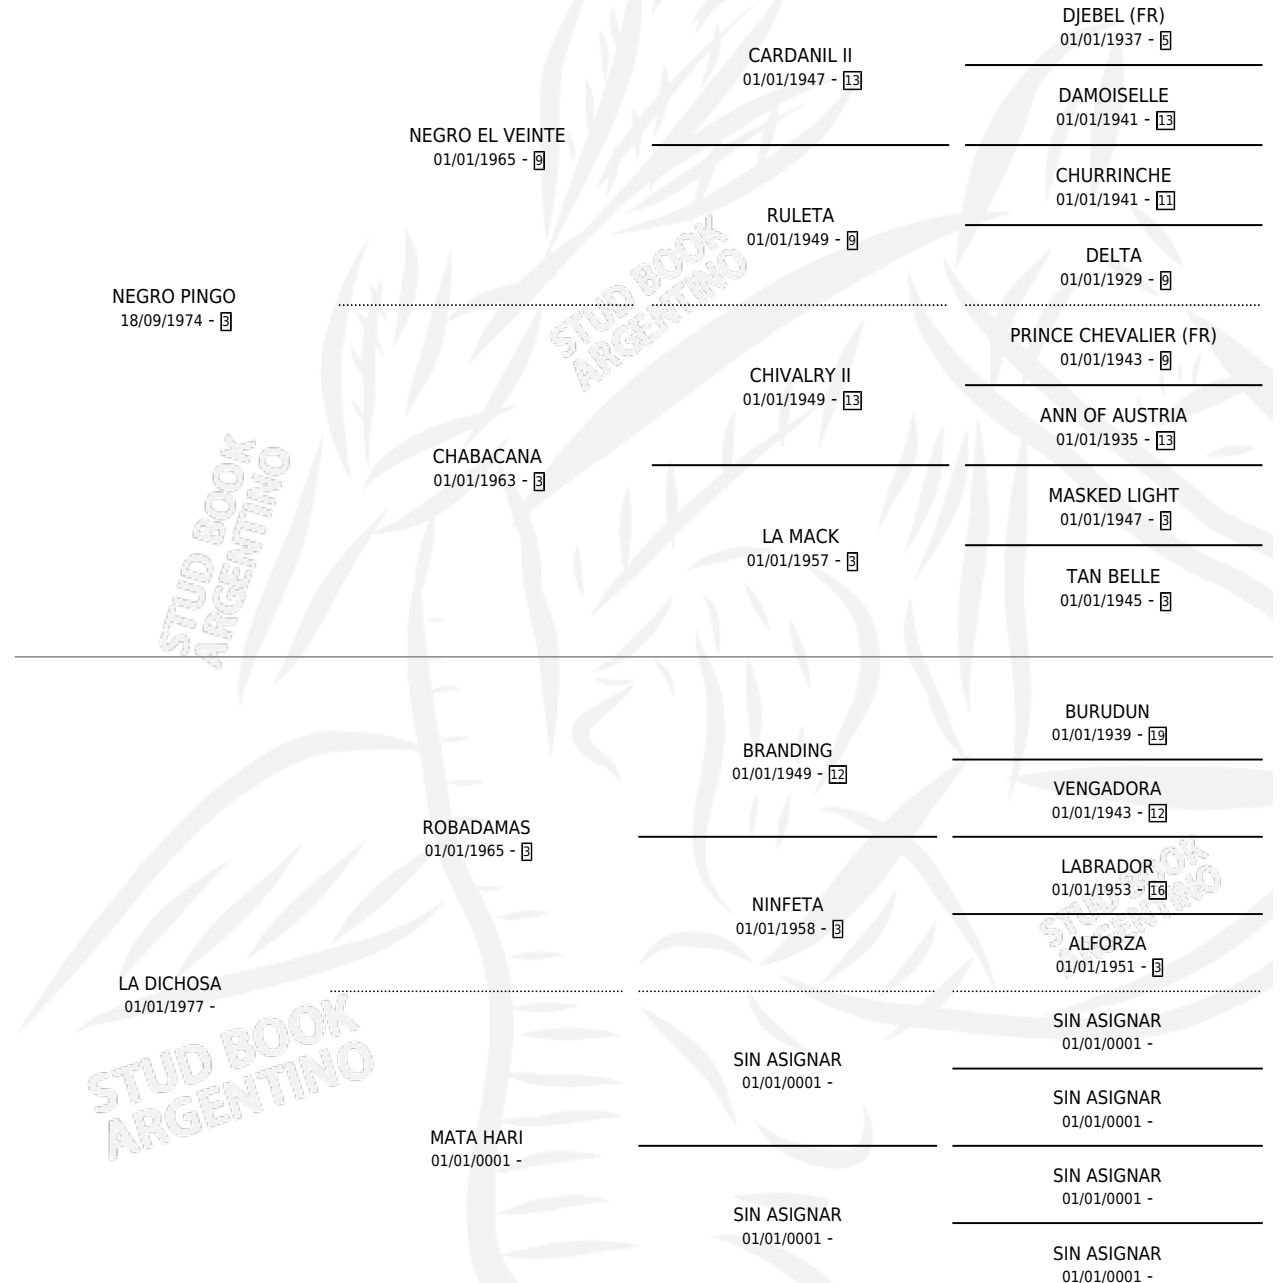 DJEBEL (FR)
01/01/1937 - 5
CARDANIL II
01/01/1947 - 13
DAMOISELLE
01/01/1941 - 13
NEGRO EL VEINTE
01/01/1965 - 9
CHURRINCHE
01/01/1941 - 11
RULETA
01/01/1949 - 9
DELTA
01/01/1929 - 9
NEGRO PINGO
18/09/1974 - 3
PRINCE CHEVALIER (FR)
01/01/1943 - 9
CHIVALRY II
01/01/1949 - 13
ANN OF AUSTRIA
01/01/1935 - 13
CHABACANA
01/01/1963 - 3
MASKED LIGHT
01/01/1947 - 3
LA MACK
01/01/1957 - 3
TAN BELLE
01/01/1945 - 3
BURUDUN
01/01/1939 - 19
BRANDING
01/01/1949 - 12
VENGADORA
01/01/1943 - 12
ROBADAMAS
01/01/1965 - 3
LABRADOR
01/01/1953 - 16
NINFETA
01/01/1958 - 3
ALFORZA
01/01/1951 - 3
LA DICHOSA
01/01/1977 -
SIN ASIGNAR
01/01/0001 -
SIN ASIGNAR
01/01/0001 -
SIN ASIGNAR
01/01/0001 -
MATA HARI
01/01/0001 -
SIN ASIGNAR
01/01/0001 -
SIN ASIGNAR
01/01/0001 -
SIN ASIGNAR
01/01/0001 -
STUD BOOK
ARGENTINO
STUD BOOK
ARGENTINO
STUD BOOK
ARGENTINO
STUD BOOK
ARGENTINO